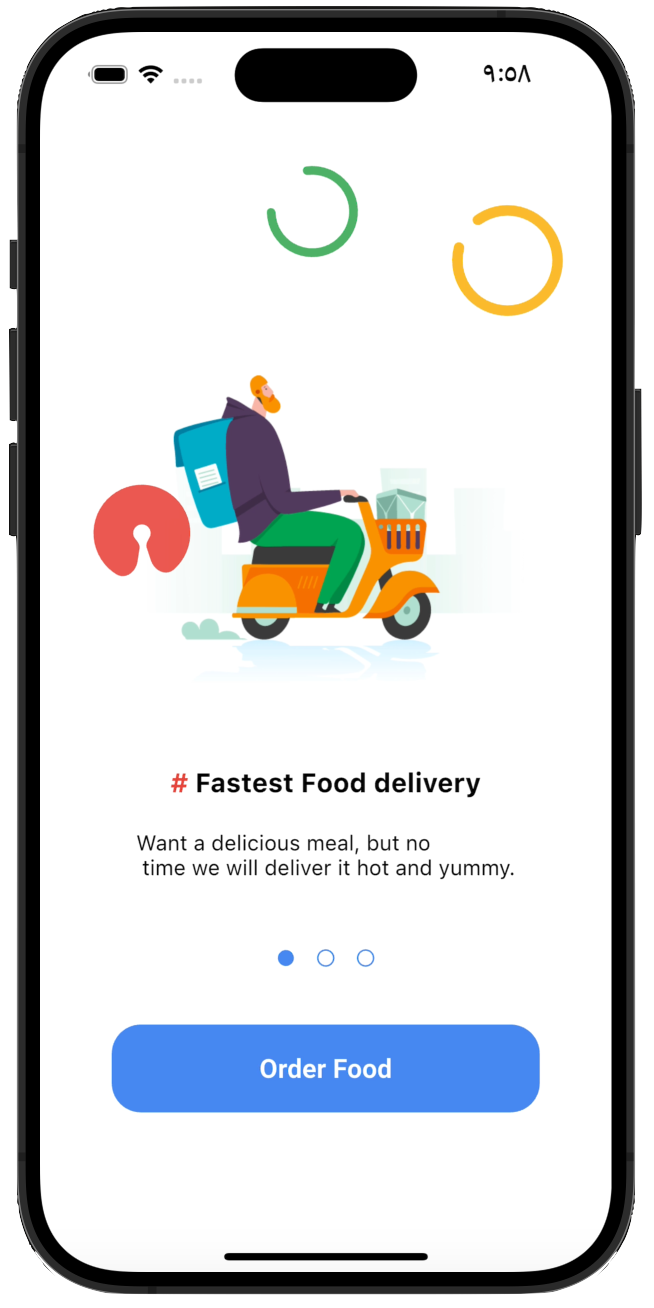 ٩:٥٨
# Fastest Food delivery
Want a delicious meal, but no
time we will deliver it hot and yummy.
Order Food